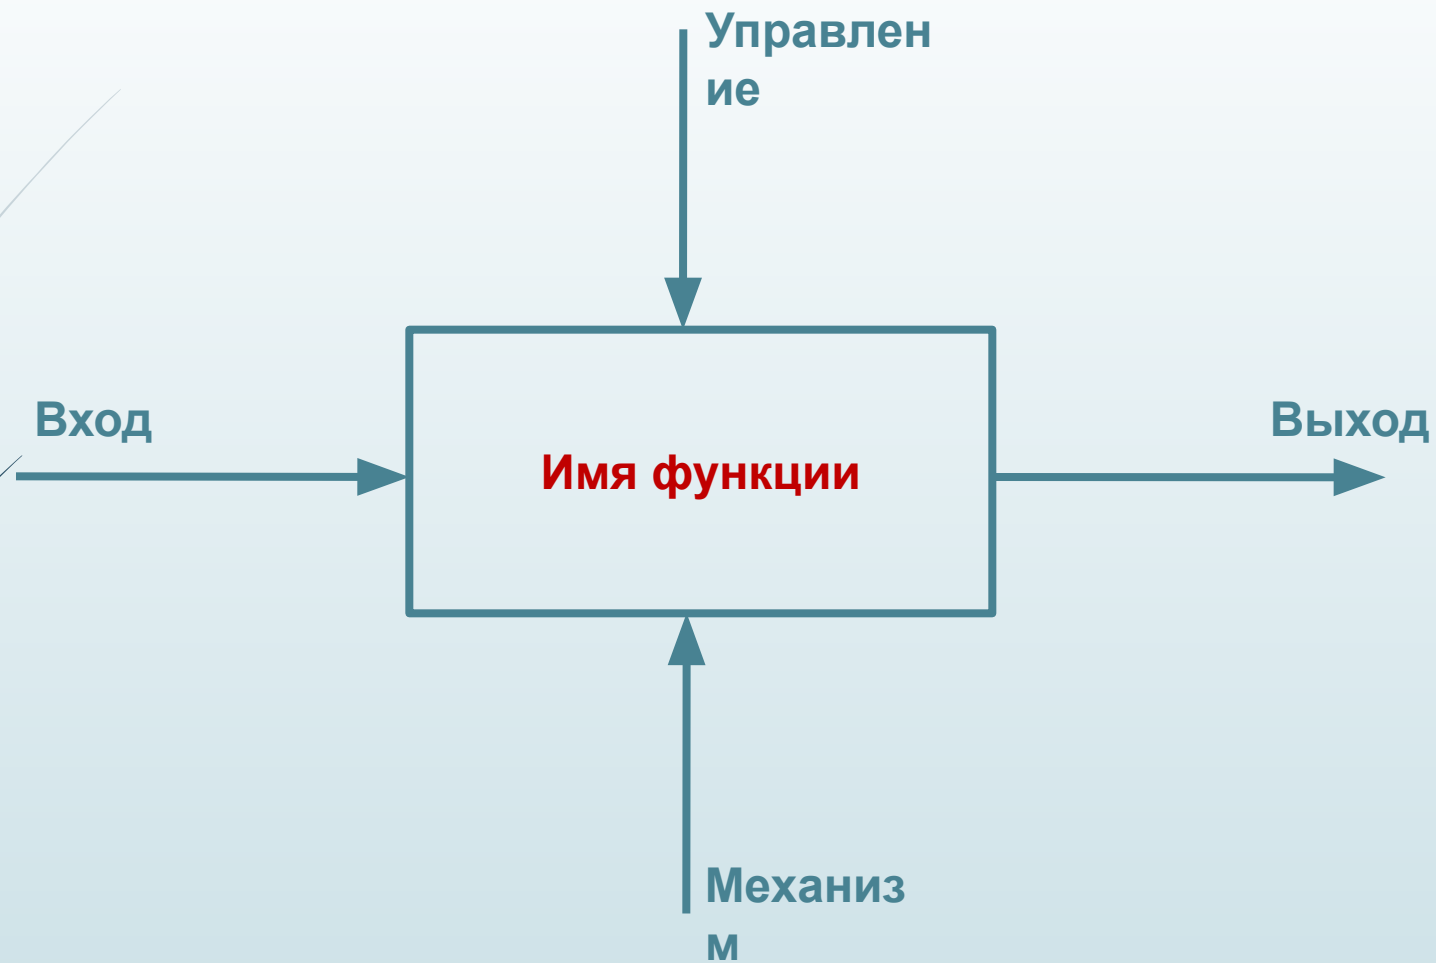 Управлен
ие
Вход
Имя функции
Выход
Механиз
м